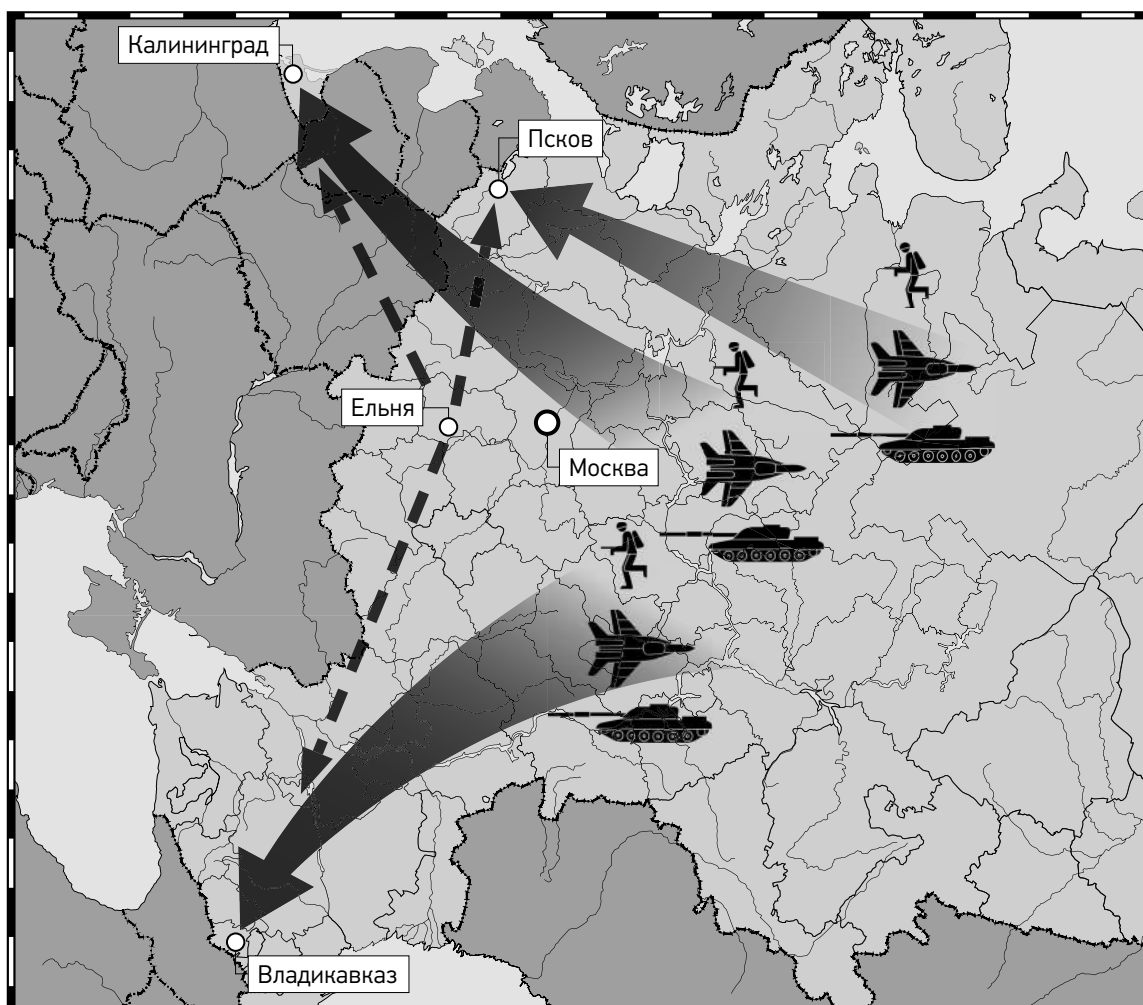 Калининград
Псков
Ельня
Москва
Владикавказ